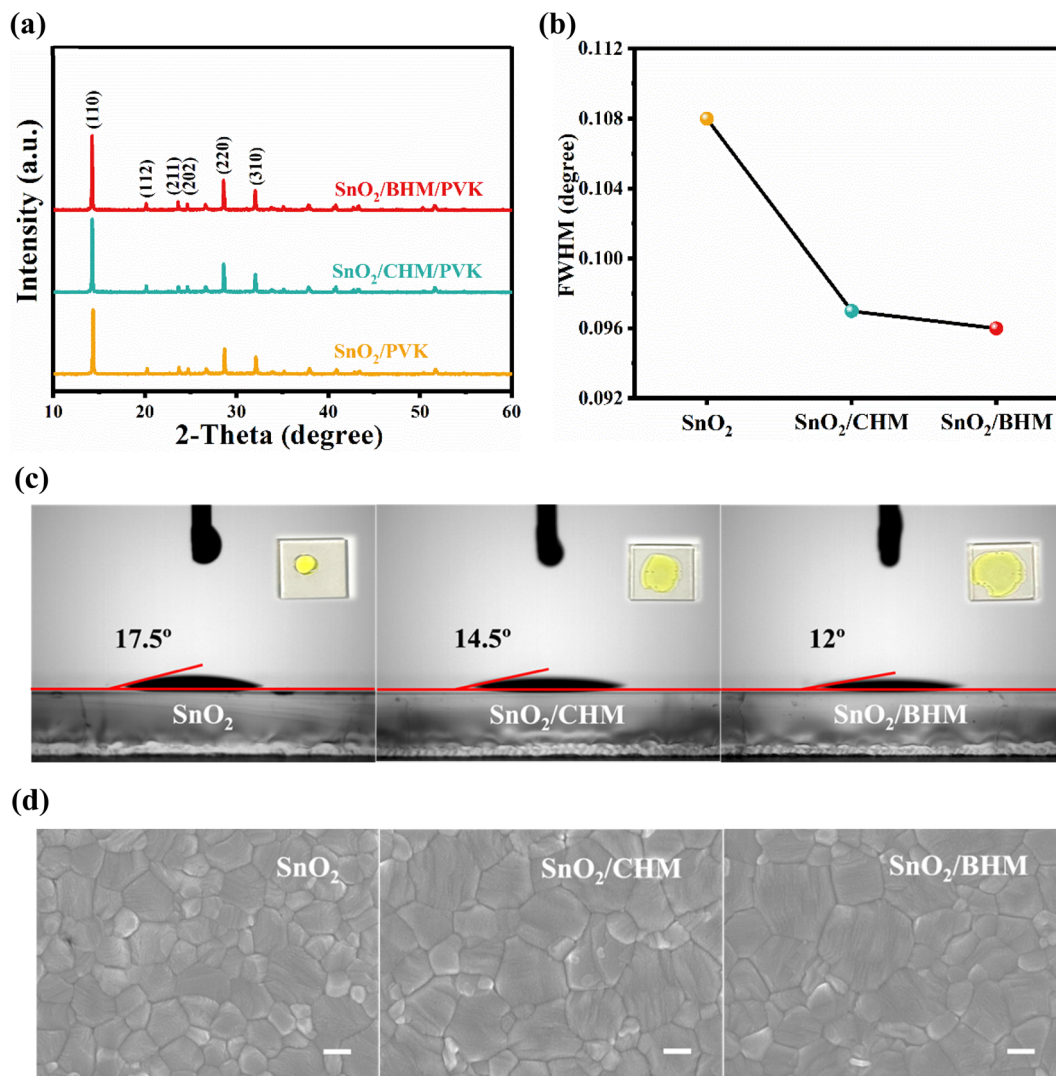 (a)
Intensity (a.u.)
(110)
(112)
(211)
(202)
(220)
(310)
SnO₂/BHM/PVK
SnO₂/CHM/PVK
SnO₂/PVK
10 20 30 40 50 60
2-Theta (degree)
(b)
FWHM (degree)
0.112
0.108
0.104
0.100
0.096
0.092
SnO₂ SnO₂/CHM SnO₂/BHM
(c)
17.5º
SnO₂
14.5º
SnO₂/CHM
12º
SnO₂/BHM
(d)
SnO₂
SnO₂/CHM
SnO₂/BHM